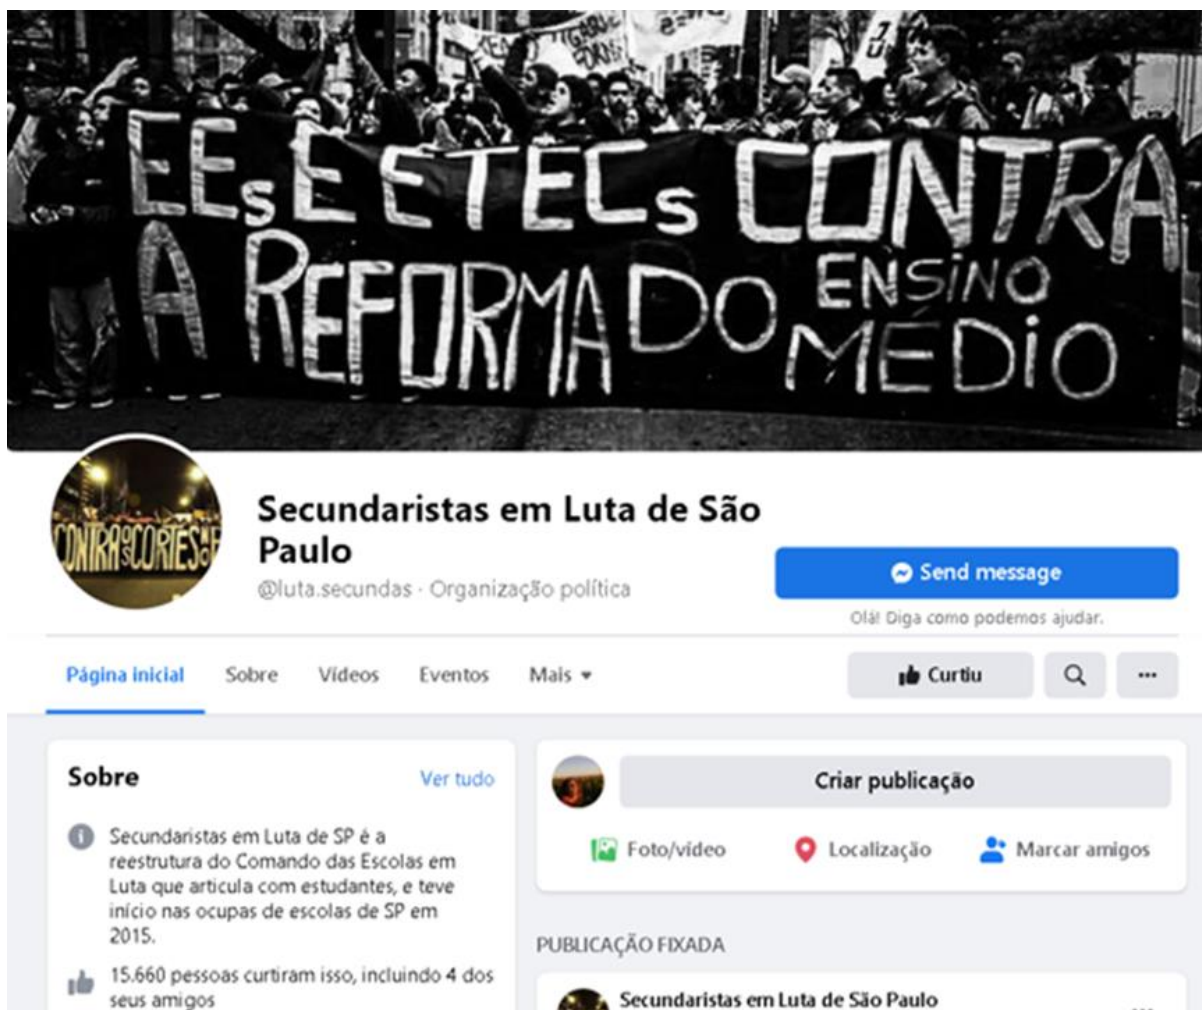 EEs E ETECs CONTRA
A REFORMA DO ENSINO
MÉDIO
CONTRA OS CORTES
Secundaristas em Luta de São
Paulo
@luta.secundas · Organização política
Send message
Olá! Diga como podemos ajudar.
Página inicial Sobre Vídeos Eventos Mais
Curtiu
Sobre Ver tudo
Secundaristas em Luta de SP é a
reestrutura do Comando das Escolas em
Luta que articula com estudantes, e teve
início nas ocupas de escolas de SP em
2015.
15.660 pessoas curtiram isso, incluindo 4 dos
seus amigos
Criar publicação
Foto/vídeo Localização Marcar amigos
PUBLICAÇÃO FIXADA
Secundaristas em Luta de São Paulo